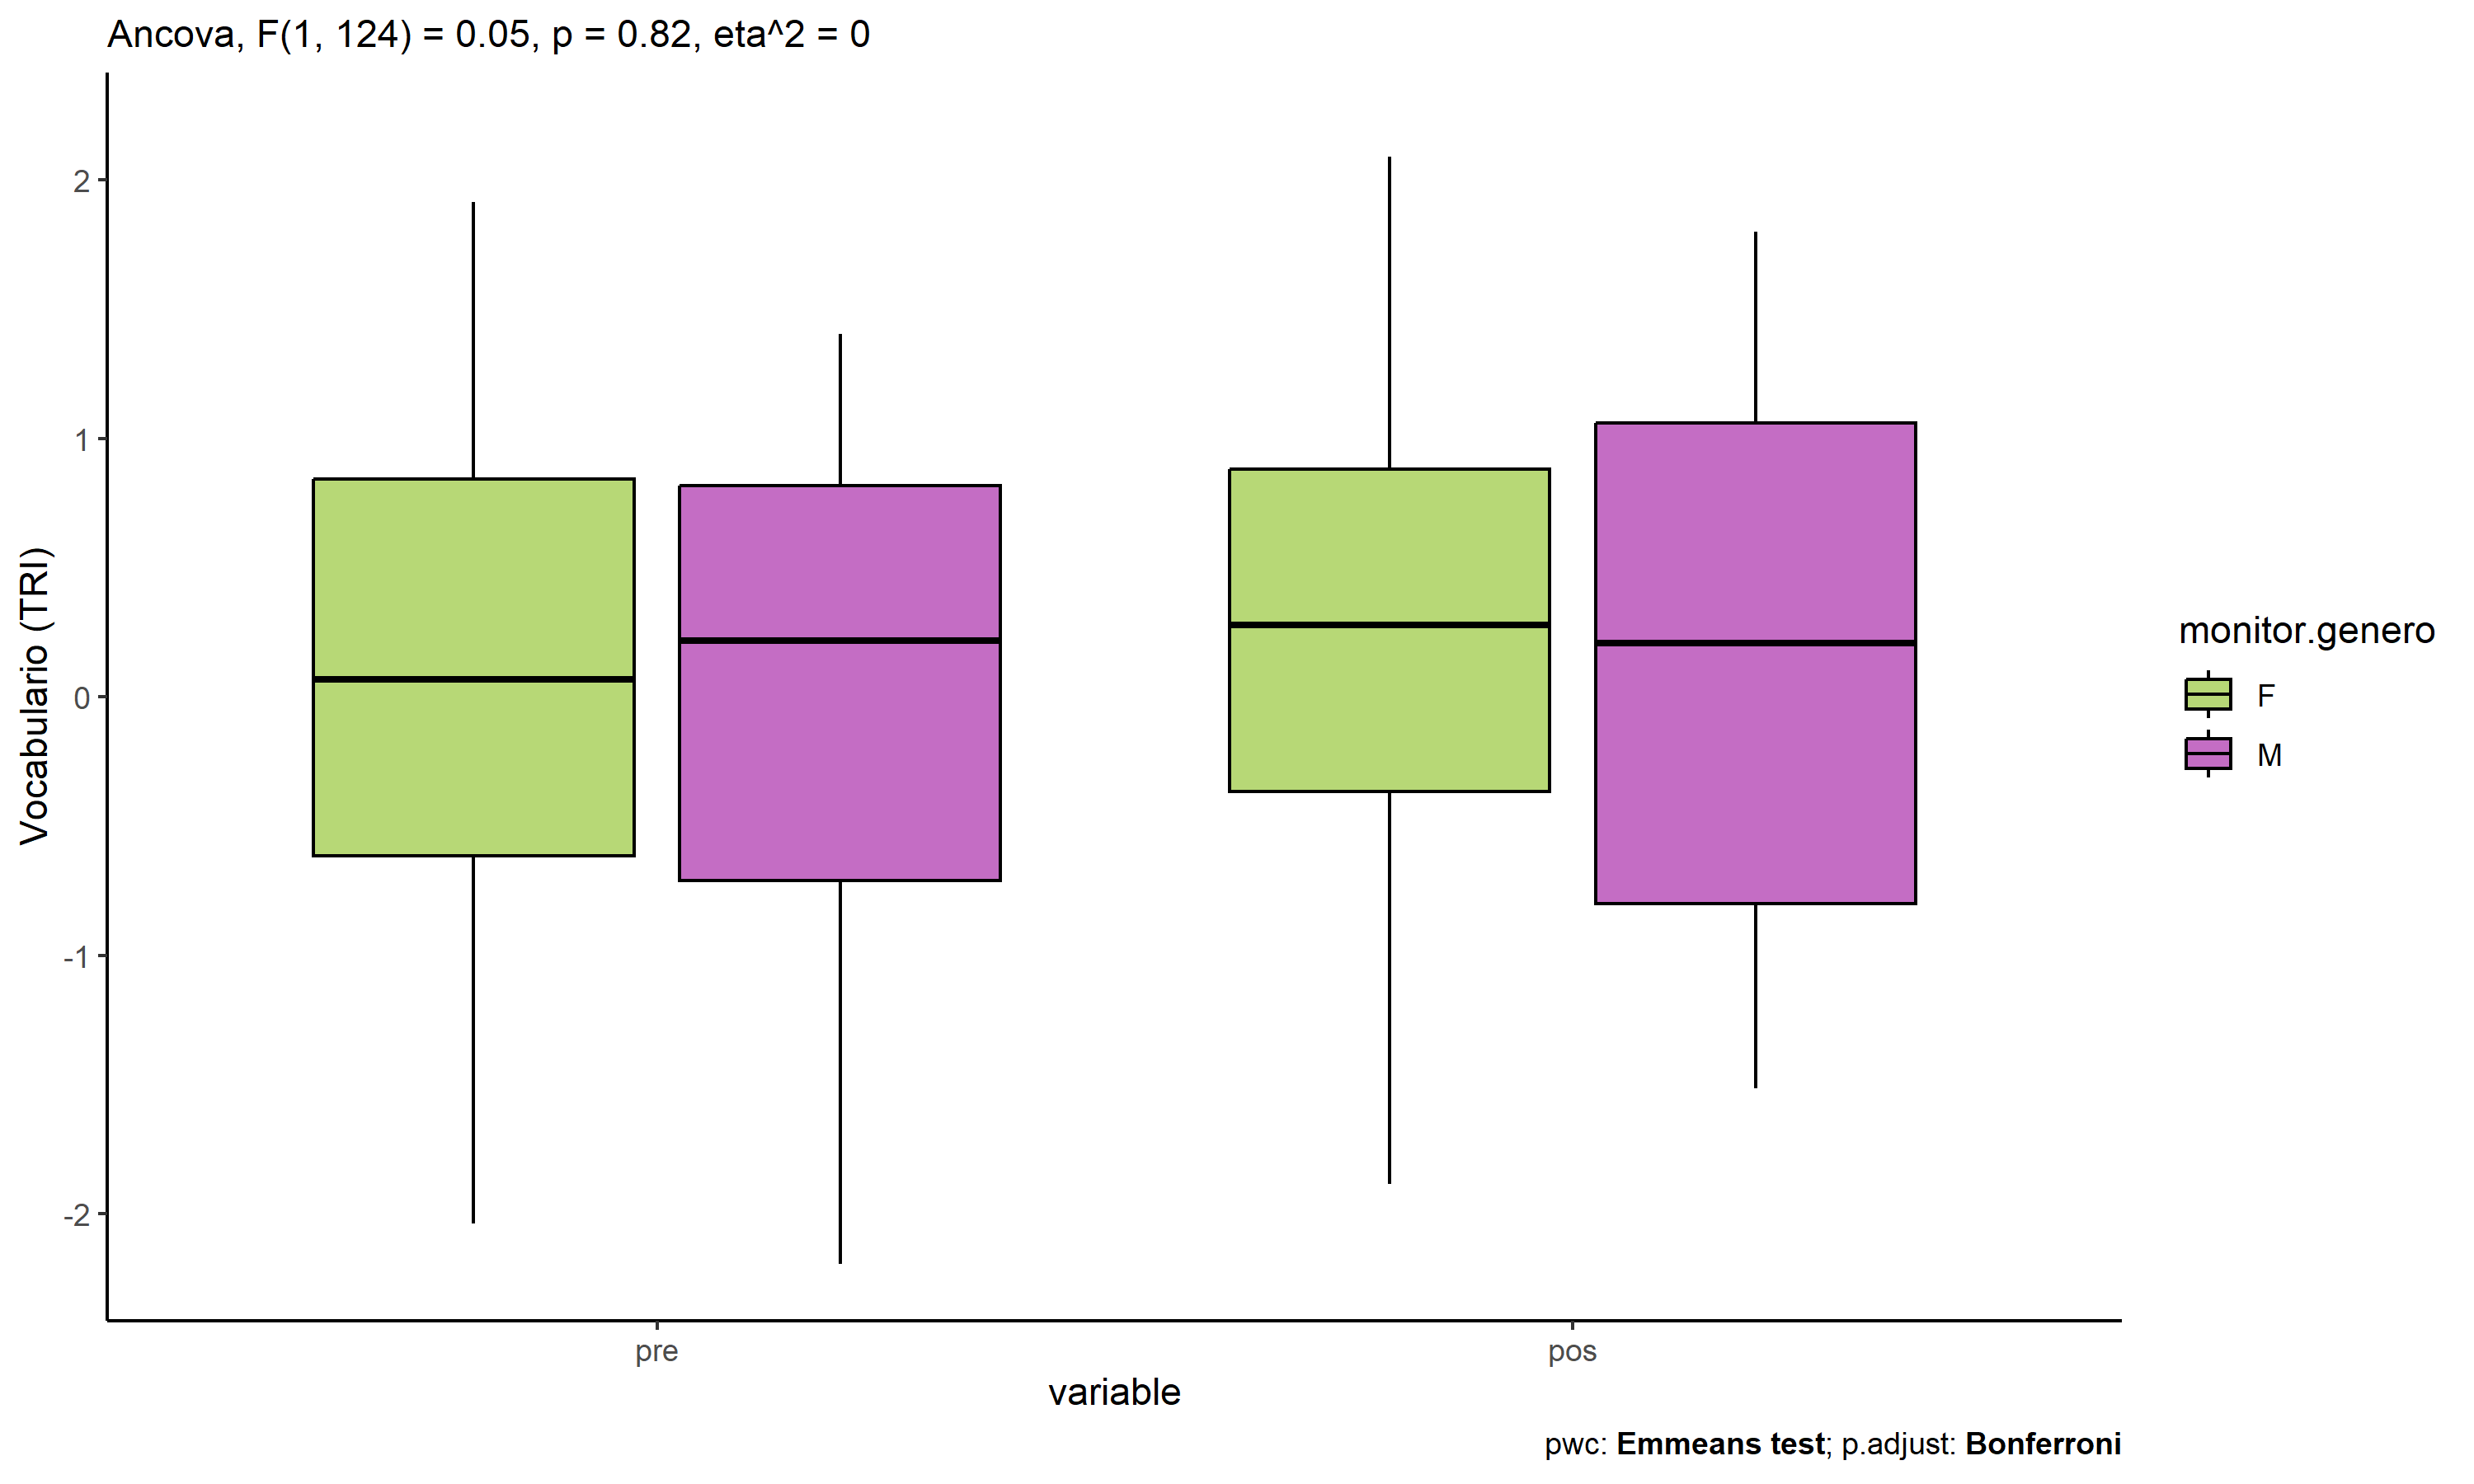 Ancova, F(1, 124) = 0.05, p = 0.82, eta^2 = 0
Vocabulario (TRI)
2
1
0
-1
-2
pre
pos
variable
monitor.genero
F
M
pwc: Emmeans test; p.adjust: Bonferroni